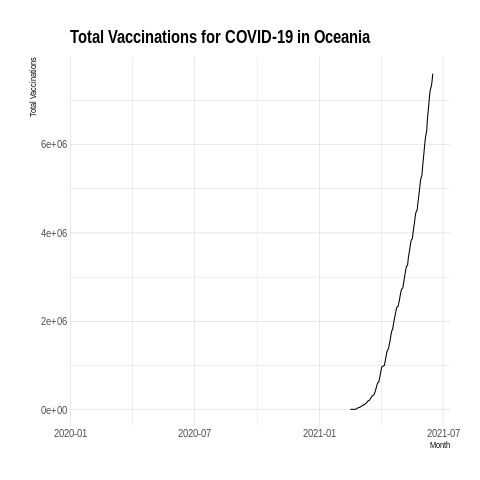 Total Vaccinations for COVID-19 in Oceania
Total Vaccinations
6e+06
4e+06
2e+06
0e+00
2020-01 2020-07 2021-01 2021-07
Month